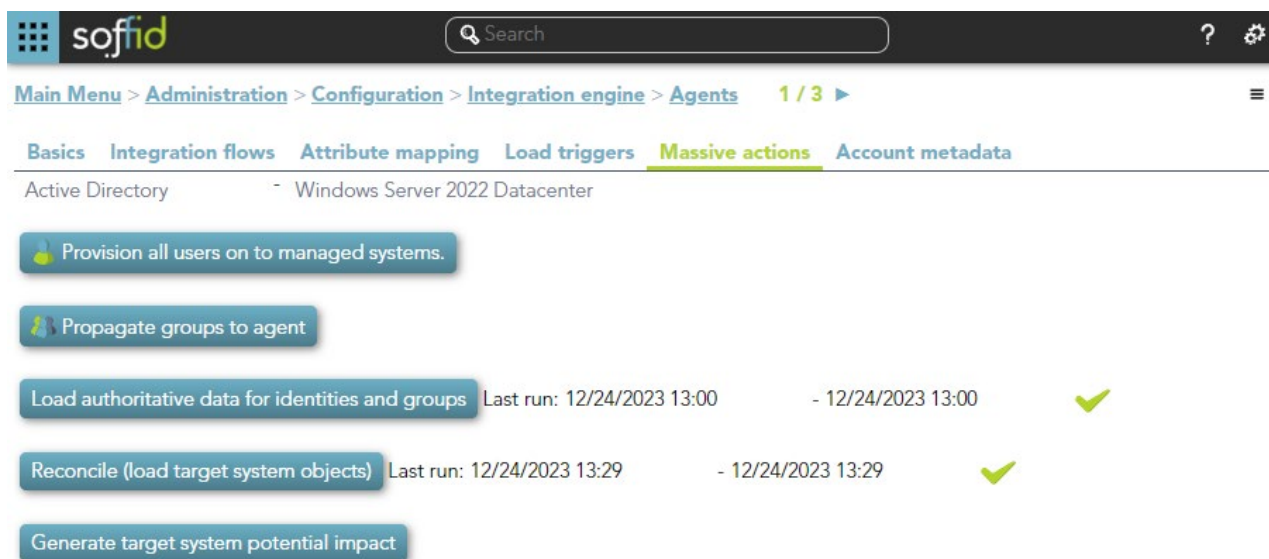 soffid Search ?
Main Menu > Administration > Configuration > Integration engine > Agents 1 / 3 ►
Basics Integration flows Attribute mapping Load triggers Massive actions Account metadata
Active Directory - Windows Server 2022 Datacenter
Provision all users on to managed systems.
Propagate groups to agent
Load authoritative data for identities and groups Last run: 12/24/2023 13:00 - 12/24/2023 13:00
Reconcile (load target system objects) Last run: 12/24/2023 13:29 - 12/24/2023 13:29
Generate target system potential impact